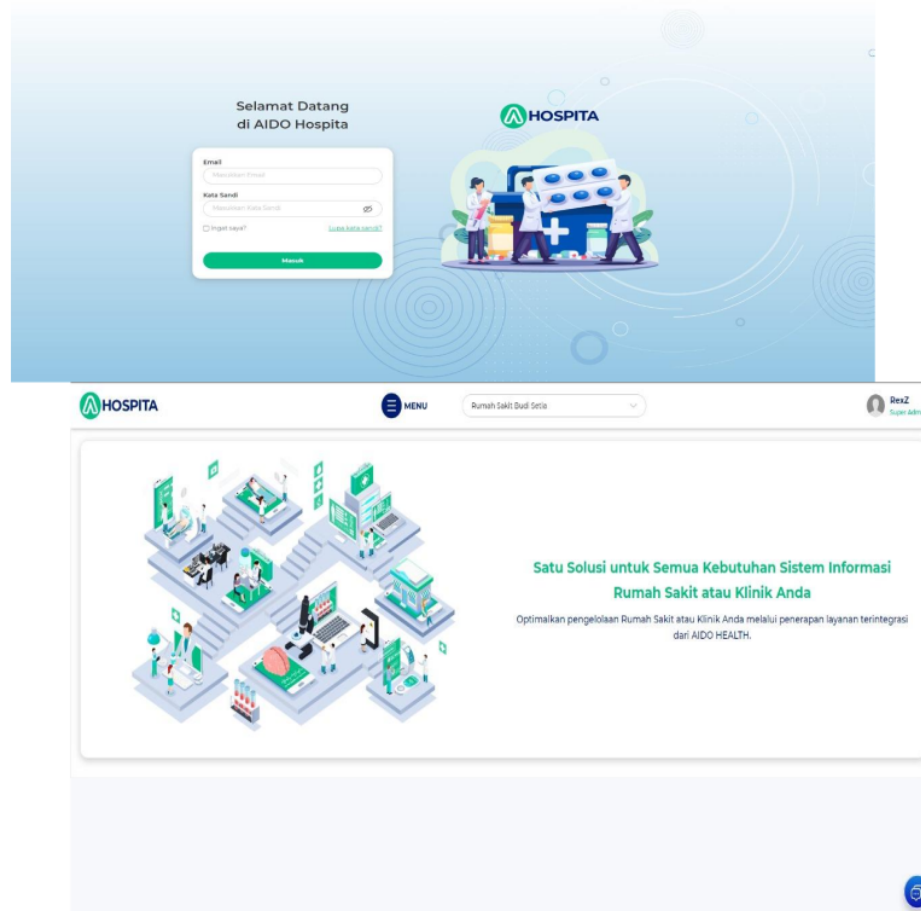 Selamat Datang
di AIDO Hospita
HOSPITA
Email
Masukkan Email
Kata Sandi
Masukkan Kata Sandi
Ingat saya?
Lupa kata sandi?
Masuk
HOSPITA
MENU
Rumah Sakit Budi Setia
RexZ
Super Adm
Satu Solusi untuk Semua Kebutuhan Sistem Informasi
Rumah Sakit atau Klinik Anda
Optimalkan pengelolaan Rumah Sakit atau Klinik Anda melalui penerapan layanan terintegrasi
dari AIDO HEALTH.